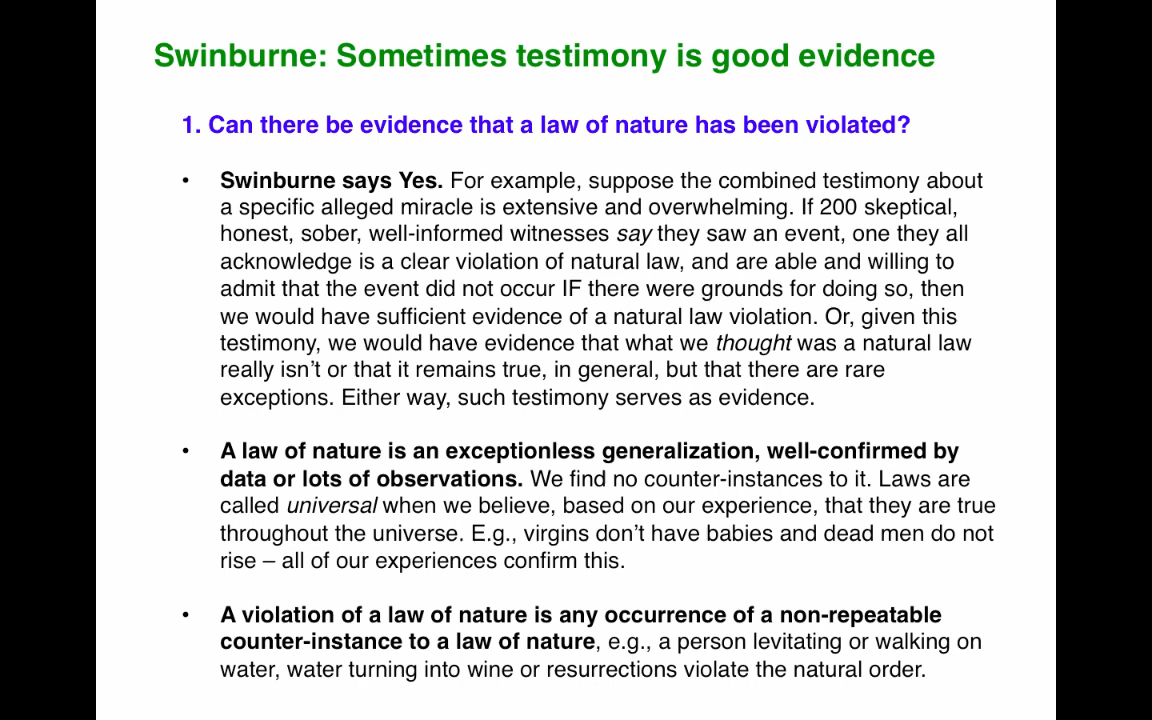 Swinburne: Sometimes testimony is good evidence
1. Can there be evidence that a law of nature has been violated?
• Swinburne says Yes. For example, suppose the combined testimony about
a specific alleged miracle is extensive and overwhelming. If 200 skeptical,
honest, sober, well-informed witnesses say they saw an event, one they all
acknowledge is a clear violation of natural law, and are able and willing to
admit that the event did not occur IF there were grounds for doing so, then
we would have sufficient evidence of a natural law violation. Or, given this
testimony, we would have evidence that what we thought was a natural law
really isn’t or that it remains true, in general, but that there are rare
exceptions. Either way, such testimony serves as evidence.
• A law of nature is an exceptionless generalization, well-confirmed by
data or lots of observations. We find no counter-instances to it. Laws are
called universal when we believe, based on our experience, that they are true
throughout the universe. E.g., virgins don’t have babies and dead men do not
rise – all of our experiences confirm this.
• A violation of a law of nature is any occurrence of a non-repeatable
counter-instance to a law of nature, e.g., a person levitating or walking on
water, water turning into wine or resurrections violate the natural order.